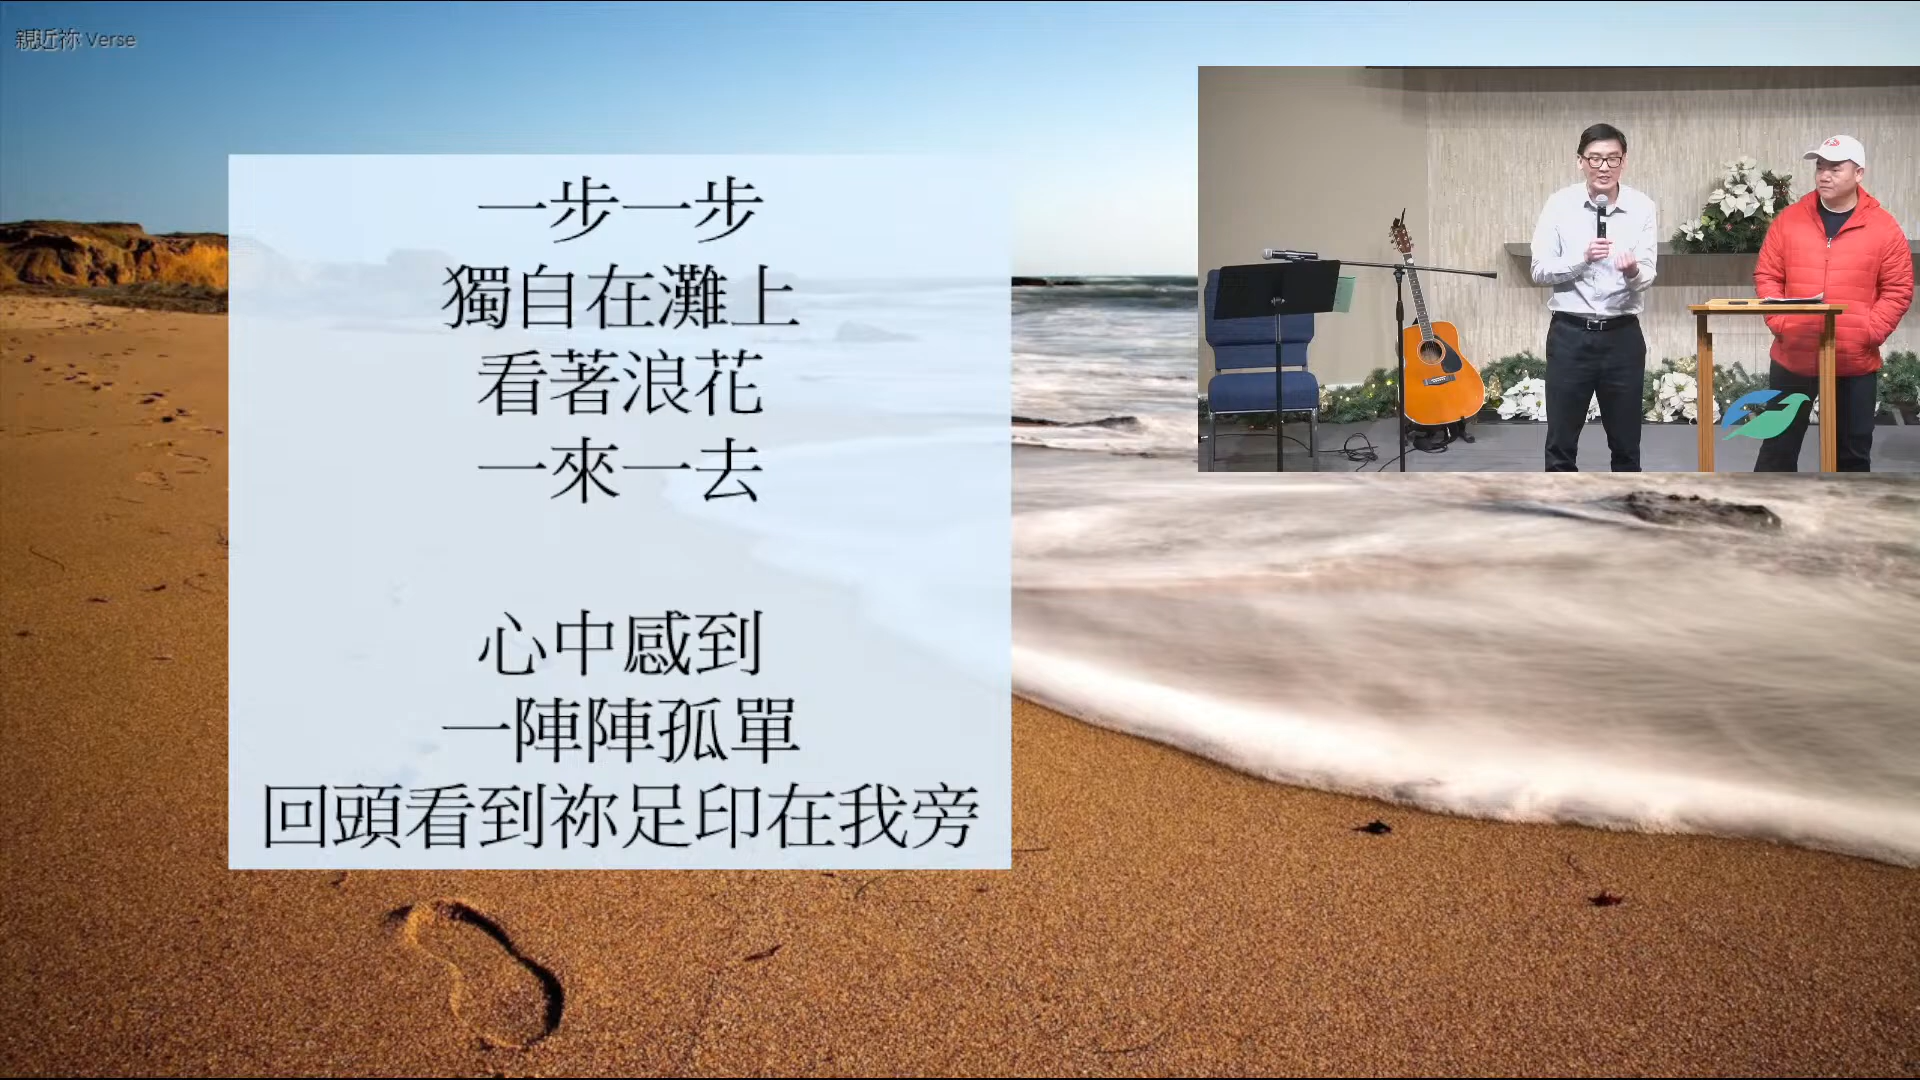 親近祢 Verse
一步一步
獨自在灘上
看著浪花
一來一去
心中感到
一陣陣孤單
回頭看到祢足印在我旁